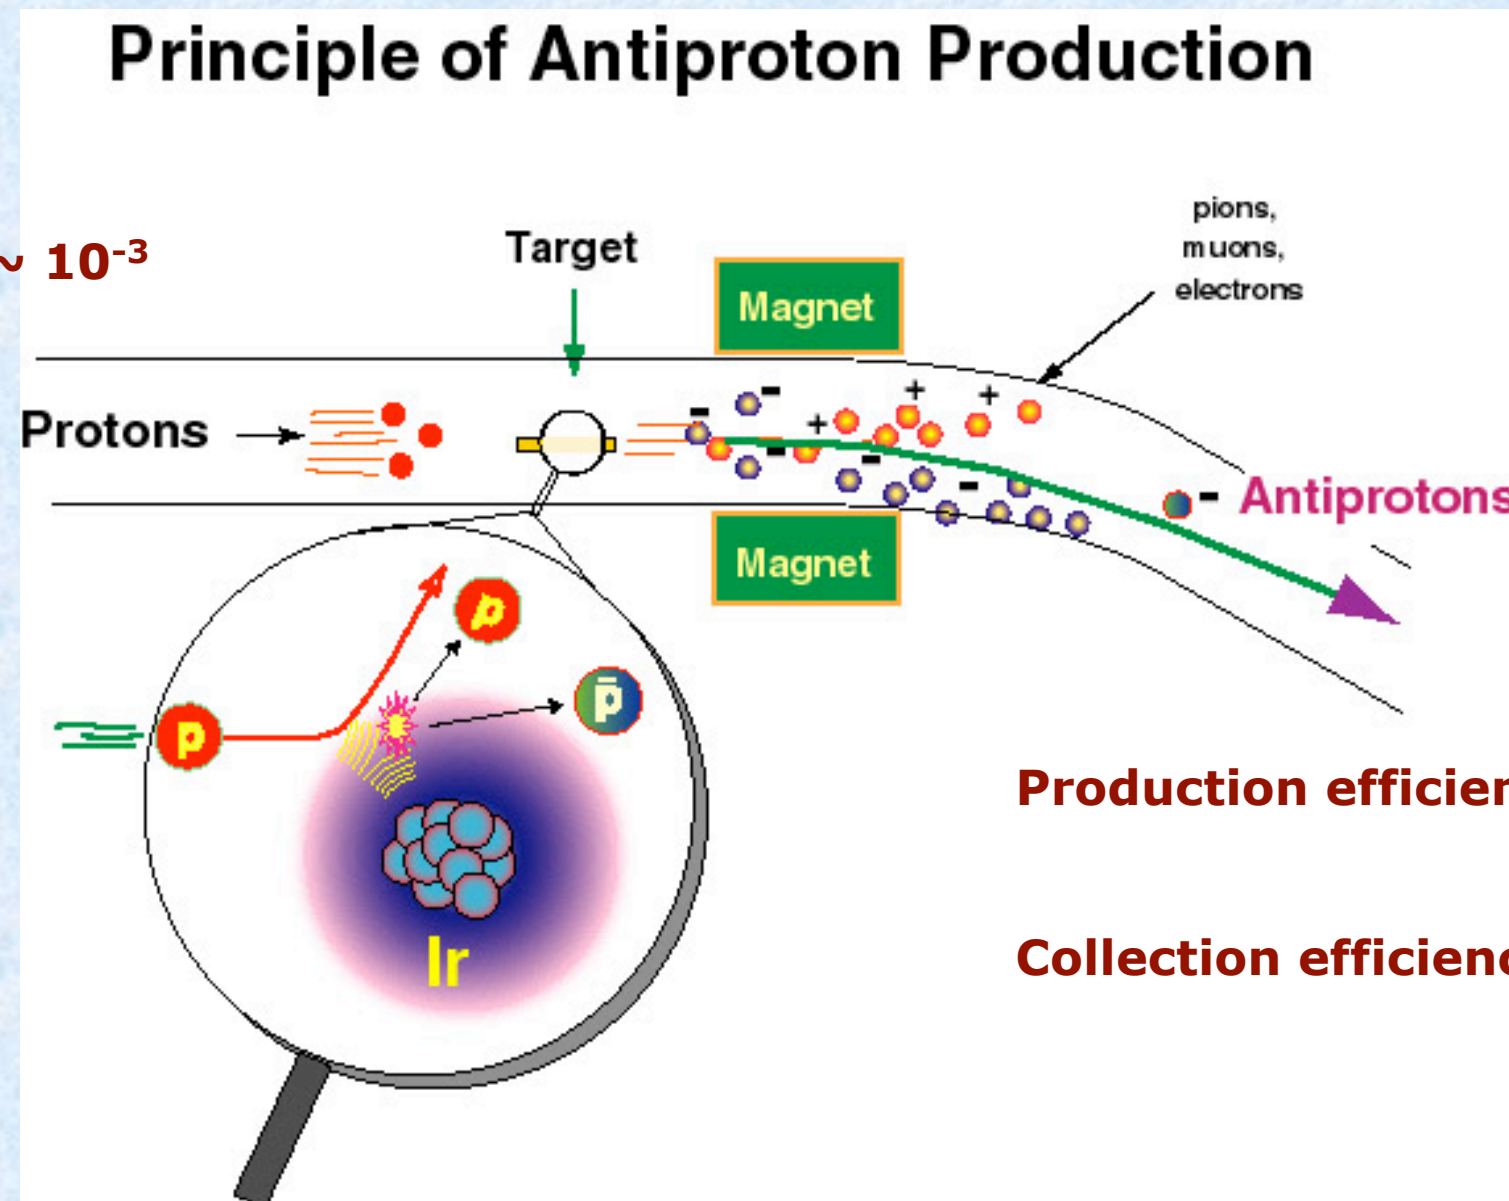 Principle of Antiproton Production
~ 10⁻³
Target
pions,
muons,
electrons
Magnet
-
-
+
+
+
Protons
-
-
-
- Antiprotons
Magnet
p
p̄
p
Production efficien
Collection efficienc
Ir